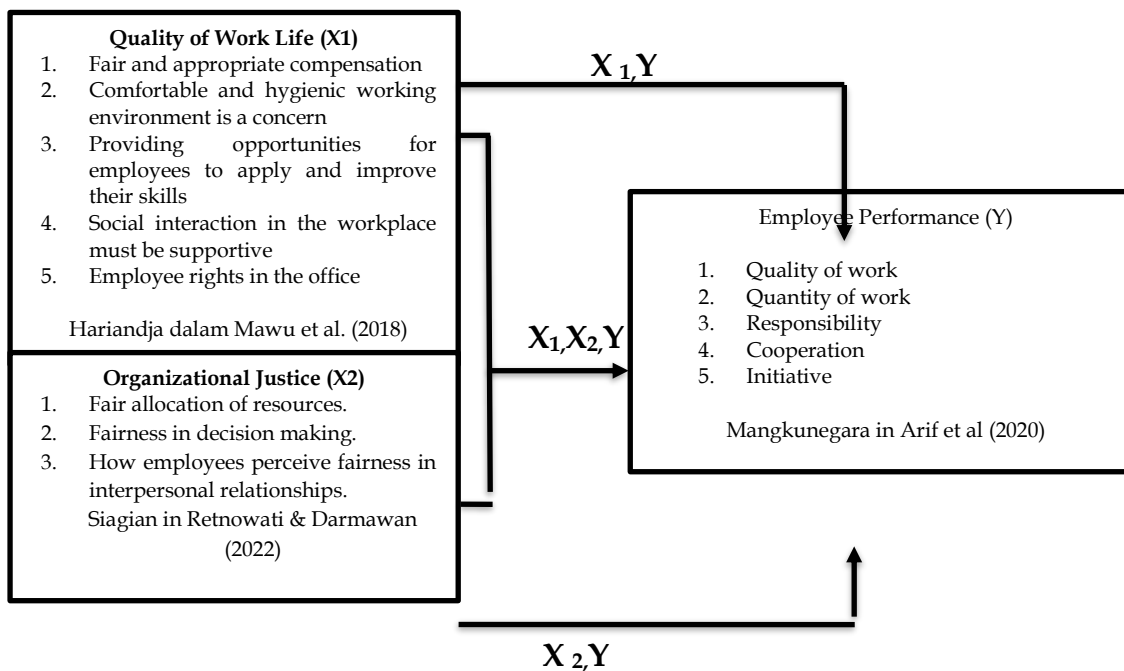 Quality of Work Life (X1)
1. Fair and appropriate compensation
2. Comfortable and hygienic working
environment is a concern
3. Providing opportunities for
employees to apply and improve
their skills
4. Social interaction in the workplace
must be supportive
5. Employee rights in the office
Hariandja dalam Mawu et al. (2018)
Organizational Justice (X2)
1. Fair allocation of resources.
2. Fairness in decision making.
3. How employees perceive fairness in
interpersonal relationships.
Siagian in Retnowati & Darmawan
(2022)
X 1,Y
X1,X2,Y
X 2,Y
Employee Performance (Y)
1. Quality of work
2. Quantity of work
3. Responsibility
4. Cooperation
5. Initiative
Mangkunegara in Arif et al (2020)